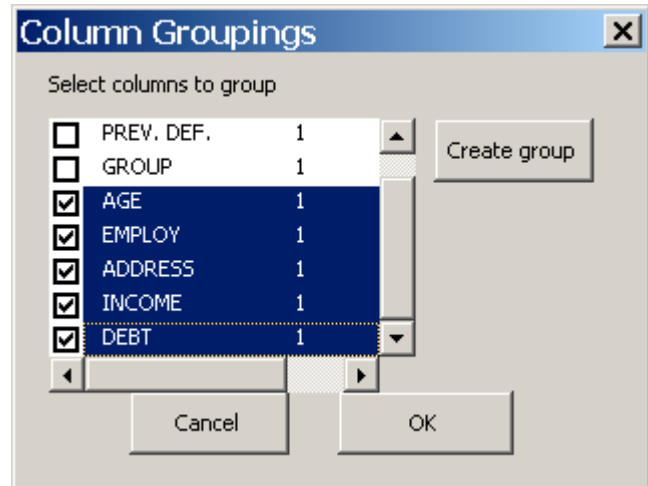 Column Groupings
Select columns to group
PREV. DEF. 1
GROUP 1
AGE 1
EMPLOY 1
ADDRESS 1
INCOME 1
DEBT 1
Create group
Cancel OK